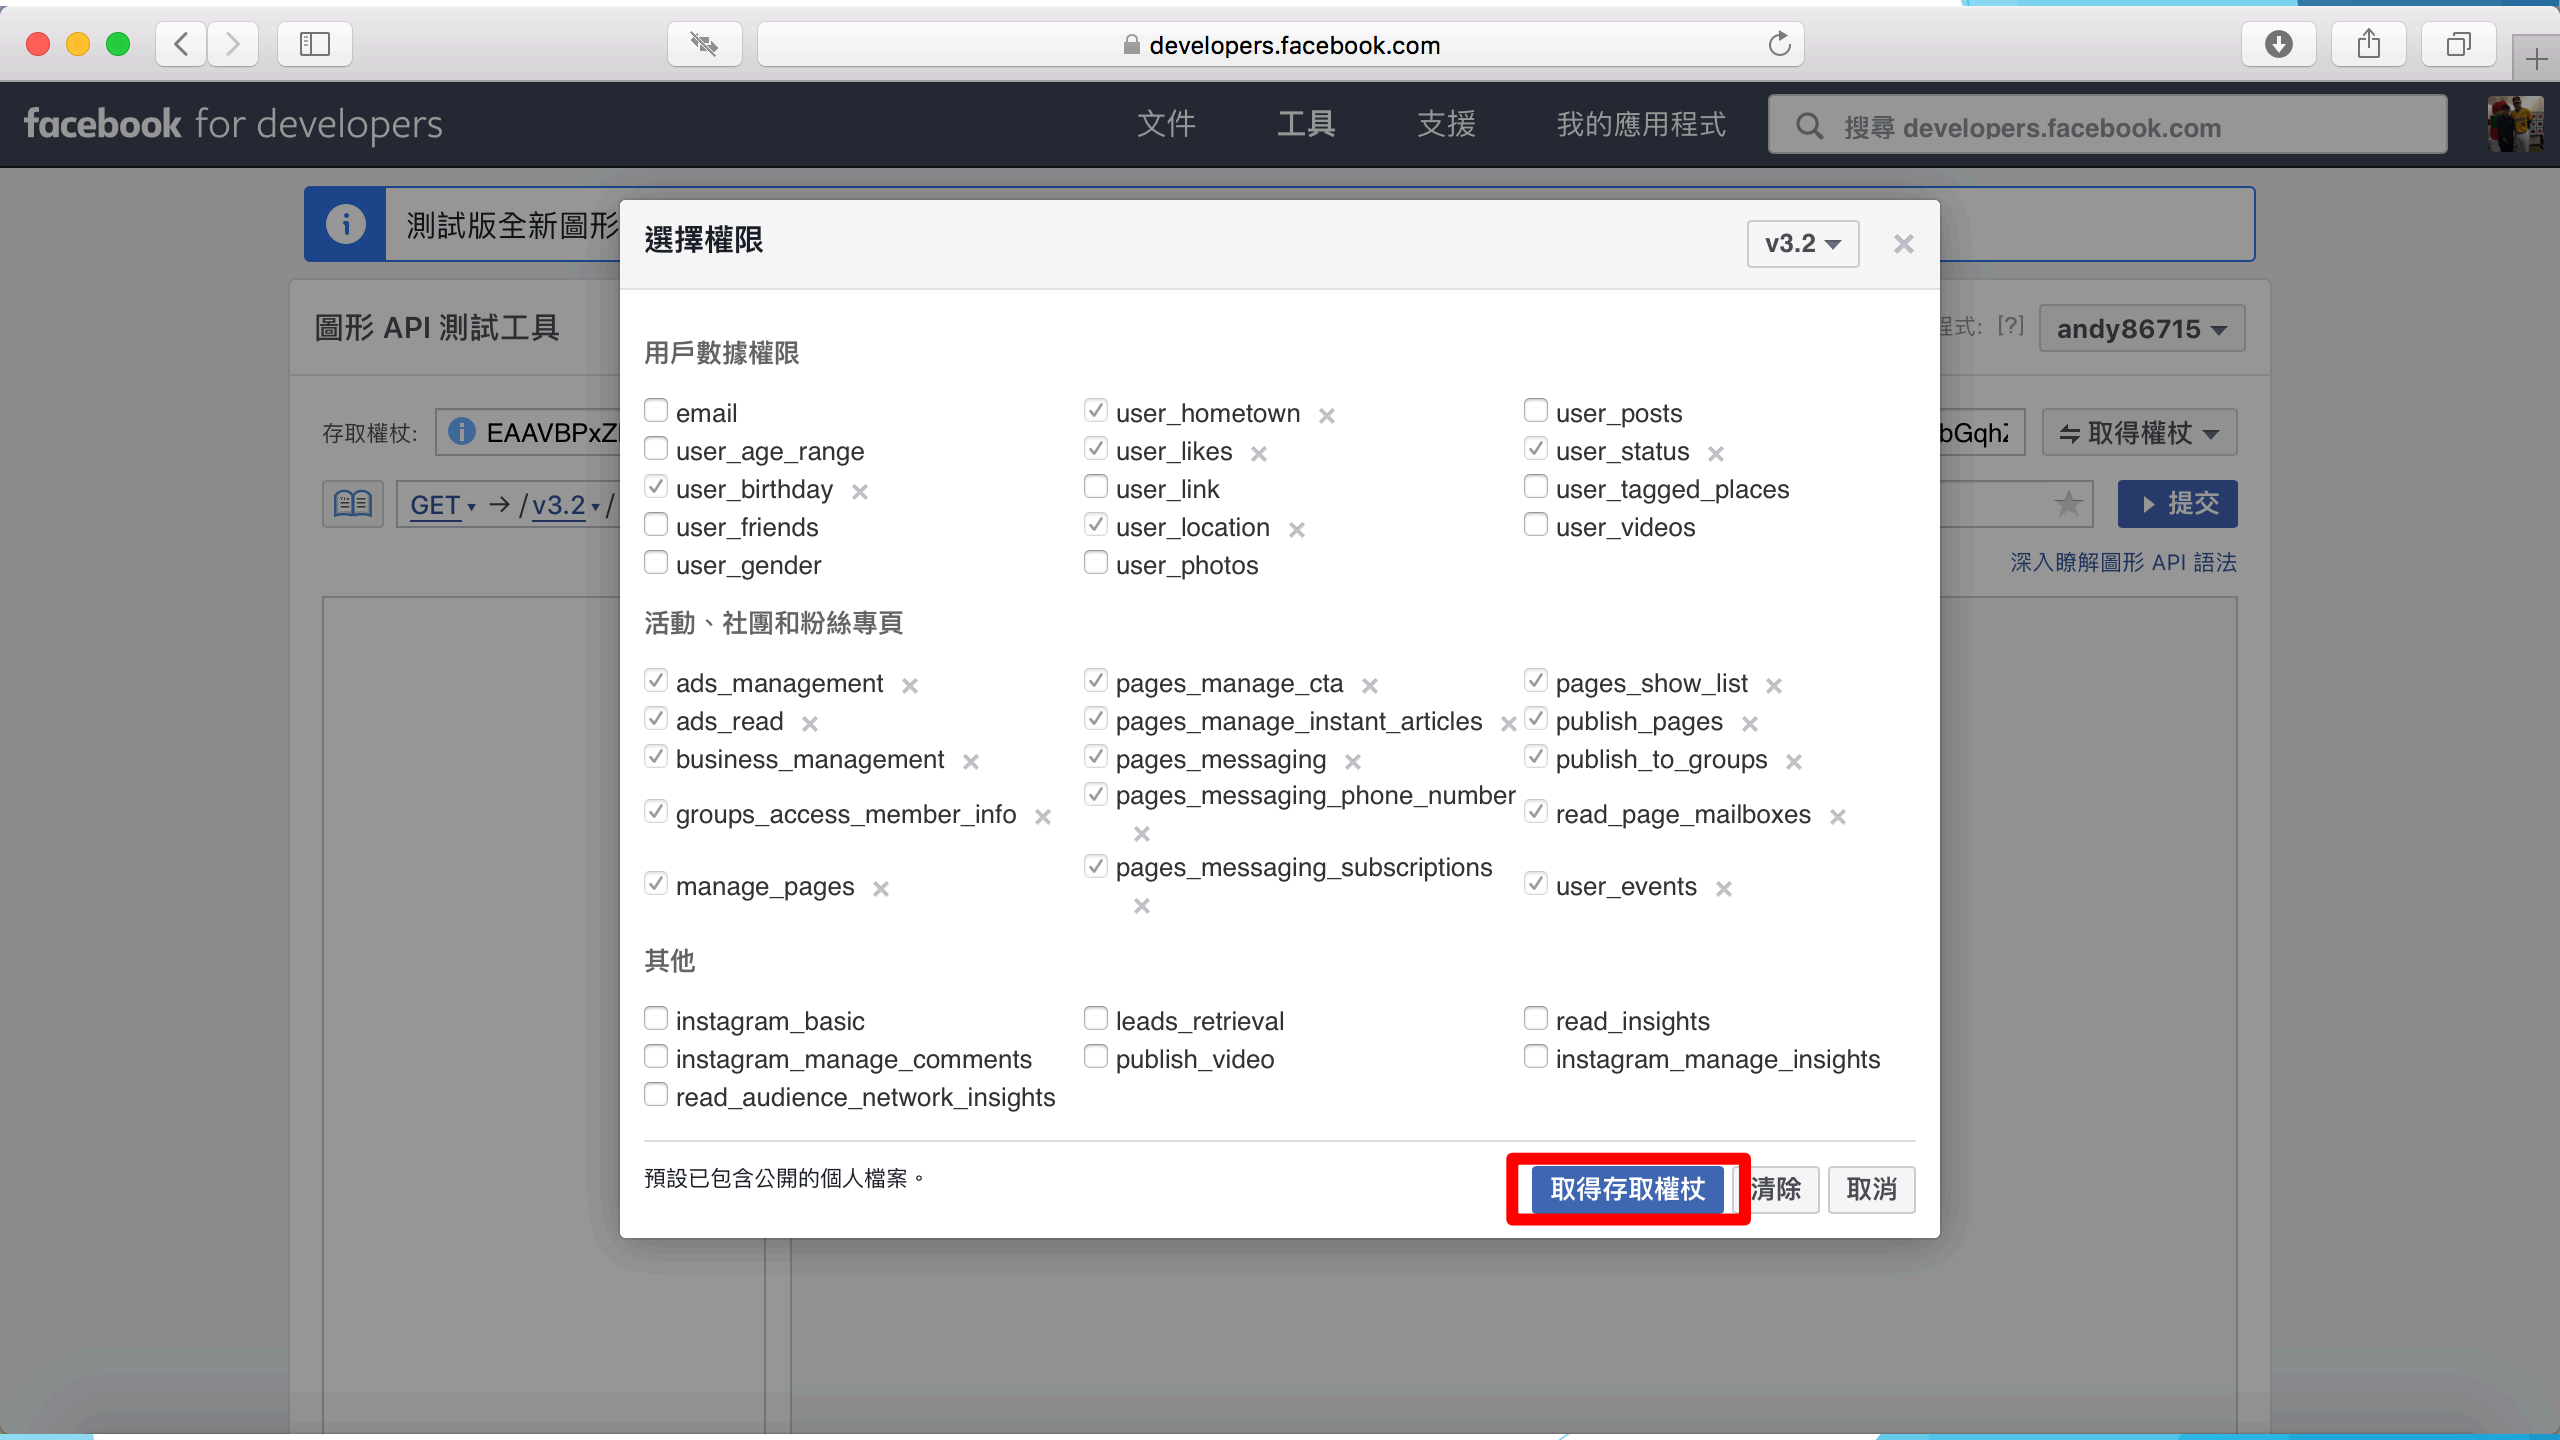 developers.facebook.com
facebook for developers
文件
工具
支援
我的應用程式
搜尋 developers.facebook.com
測試版全新圖形
選擇權限
v3.2
圖形 API 測試工具
程式: [?]
andy86715
用戶數據權限
存取權杖:
EAAVBPxZ
bGqhZ
取得權杖
email
user_hometown
user_posts
user_age_range
user_likes
user_status
user_birthday
user_link
user_tagged_places
GET → / v3.2 /
提交
user_friends
user_location
user_videos
user_gender
user_photos
深入瞭解圖形 API 語法
活動、社團和粉絲專頁
ads_management
pages_manage_cta
pages_show_list
ads_read
pages_manage_instant_articles
publish_pages
business_management
pages_messaging
publish_to_groups
groups_access_member_info
pages_messaging_phone_number
read_page_mailboxes
manage_pages
pages_messaging_subscriptions
user_events
其他
instagram_basic
leads_retrieval
read_insights
instagram_manage_comments
publish_video
instagram_manage_insights
read_audience_network_insights
預設已包含公開的個人檔案。
取得存取權杖
清除
取消